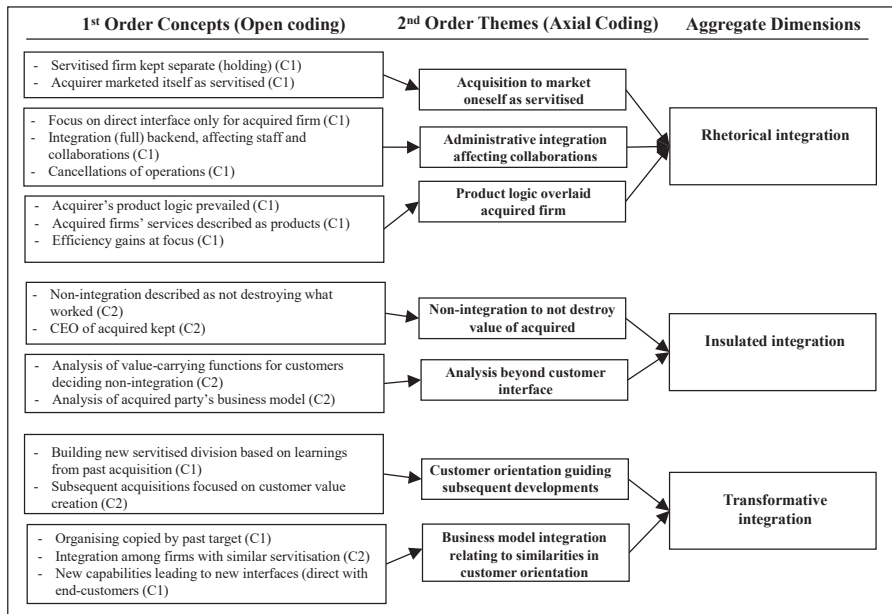 1st Order Concepts (Open coding)
2nd Order Themes (Axial Coding)
Aggregate Dimensions
- Servitised firm kept separate (holding) (C1)
- Acquirer marketed itself as servitised (C1)
Acquisition to market
oneself as servitised
- Focus on direct interface only for acquired firm (C1)
- Integration (full) backend, affecting staff and
collaborations (C1)
- Cancellations of operations (C1)
Administrative integration
affecting collaborations
Rhetorical integration
- Acquirer's product logic prevailed (C1)
- Acquired firms' services described as products (C1)
- Efficiency gains at focus (C1)
Product logic overlaid
acquired firm
- Non-integration described as not destroying what
worked (C2)
- CEO of acquired kept (C2)
Non-integration to not destroy
value of acquired
Insulated integration
- Analysis of value-carrying functions for customers
deciding non-integration (C2)
- Analysis of acquired party's business model (C2)
Analysis beyond customer
interface
- Building new servitised division based on learnings
from past acquisition (C1)
- Subsequent acquisitions focused on customer value
creation (C2)
Customer orientation guiding
subsequent developments
Transformative
integration
- Organising copied by past target (C1)
- Integration among firms with similar servitisation (C2)
- New capabilities leading to new interfaces (direct with
end-customers (C1)
Business model integration
relating to similarities in
customer orientation